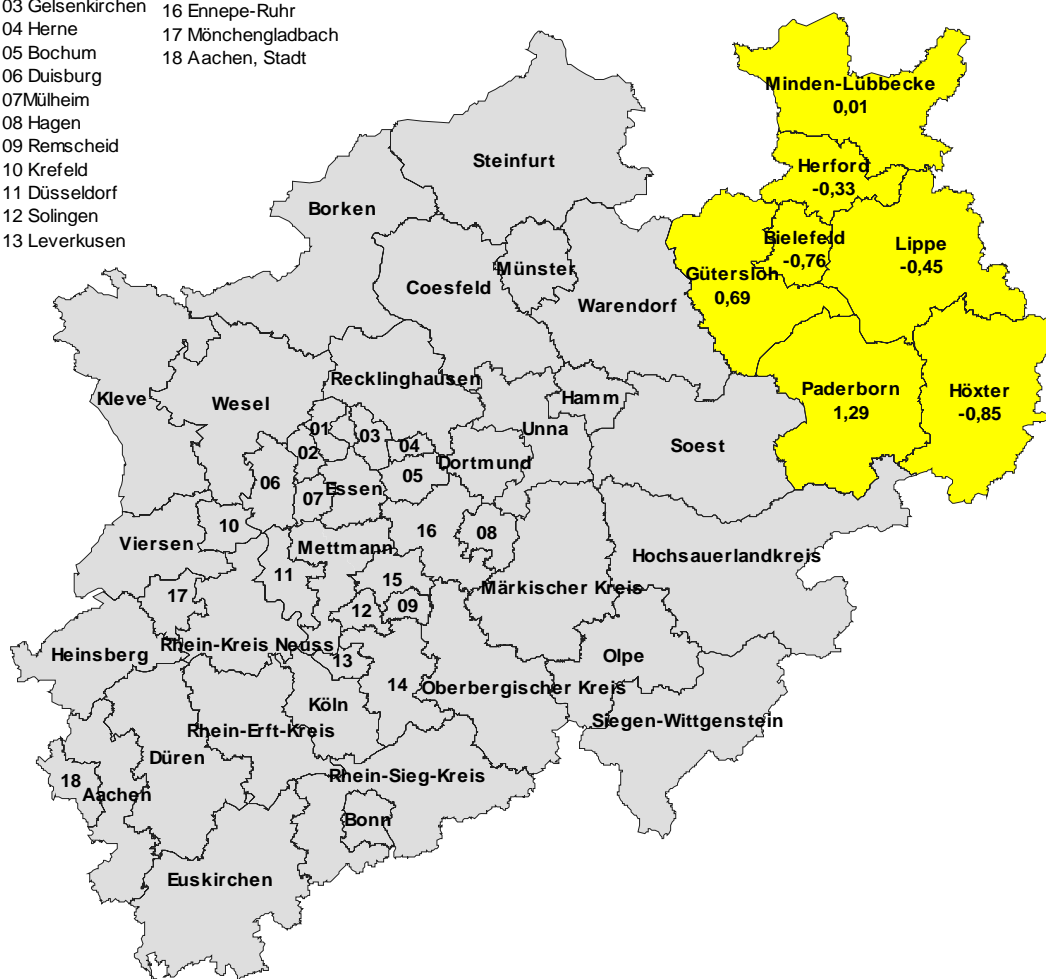 03 Gelsenkirchen
04 Herne
05 Bochum
06 Duisburg
07Mülheim
08 Hagen
09 Remscheid
10 Krefeld
11 Düsseldorf
12 Solingen
13 Leverkusen
16 Ennepe-Ruhr
17 Mönchengladbach
18 Aachen, Stadt
Minden-Lübbecke
0,01
Steinfurt
Herford
-0,33
Borken
Bielefeld
-0,76
Lippe
-0,45
Münster
Gütersloh
0,69
Coesfeld
Warendorf
Recklinghausen
Paderborn
1,29
Höxter
-0,85
Kleve
Wesel
Hamm
01
03
Unna
04
Soest
02
Dortmund
05
06
07
Essen
10
16
08
Viersen
Mettmann
Hochsauerlandkreis
11
15
Märkischer Kreis
17
12
09
Rhein-Kreis Neuss
Heinsberg
13
Olpe
14
Oberbergischer Kreis
Köln
Siegen-Wittgenstein
Rhein-Erft-Kreis
Düren
Rhein-Sieg-Kreis
18
Aachen
Bonn
Euskirchen